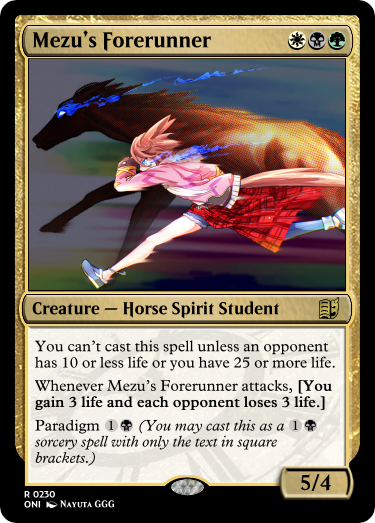 Mezu's Forerunner
You can't cast this spell unless an opponent
has 10 or less life or you have 25 or more life.
Whenever Mezu's Forerunner attacks, [You
gain 3 life and each opponent loses 3 life.]
Paradigm 1 (You may cast this as a 1
sorcery spell with only the text in square
brackets.)
Creature — Horse Spirit Student
5/4
R 0230
ONI Nayuta GGG